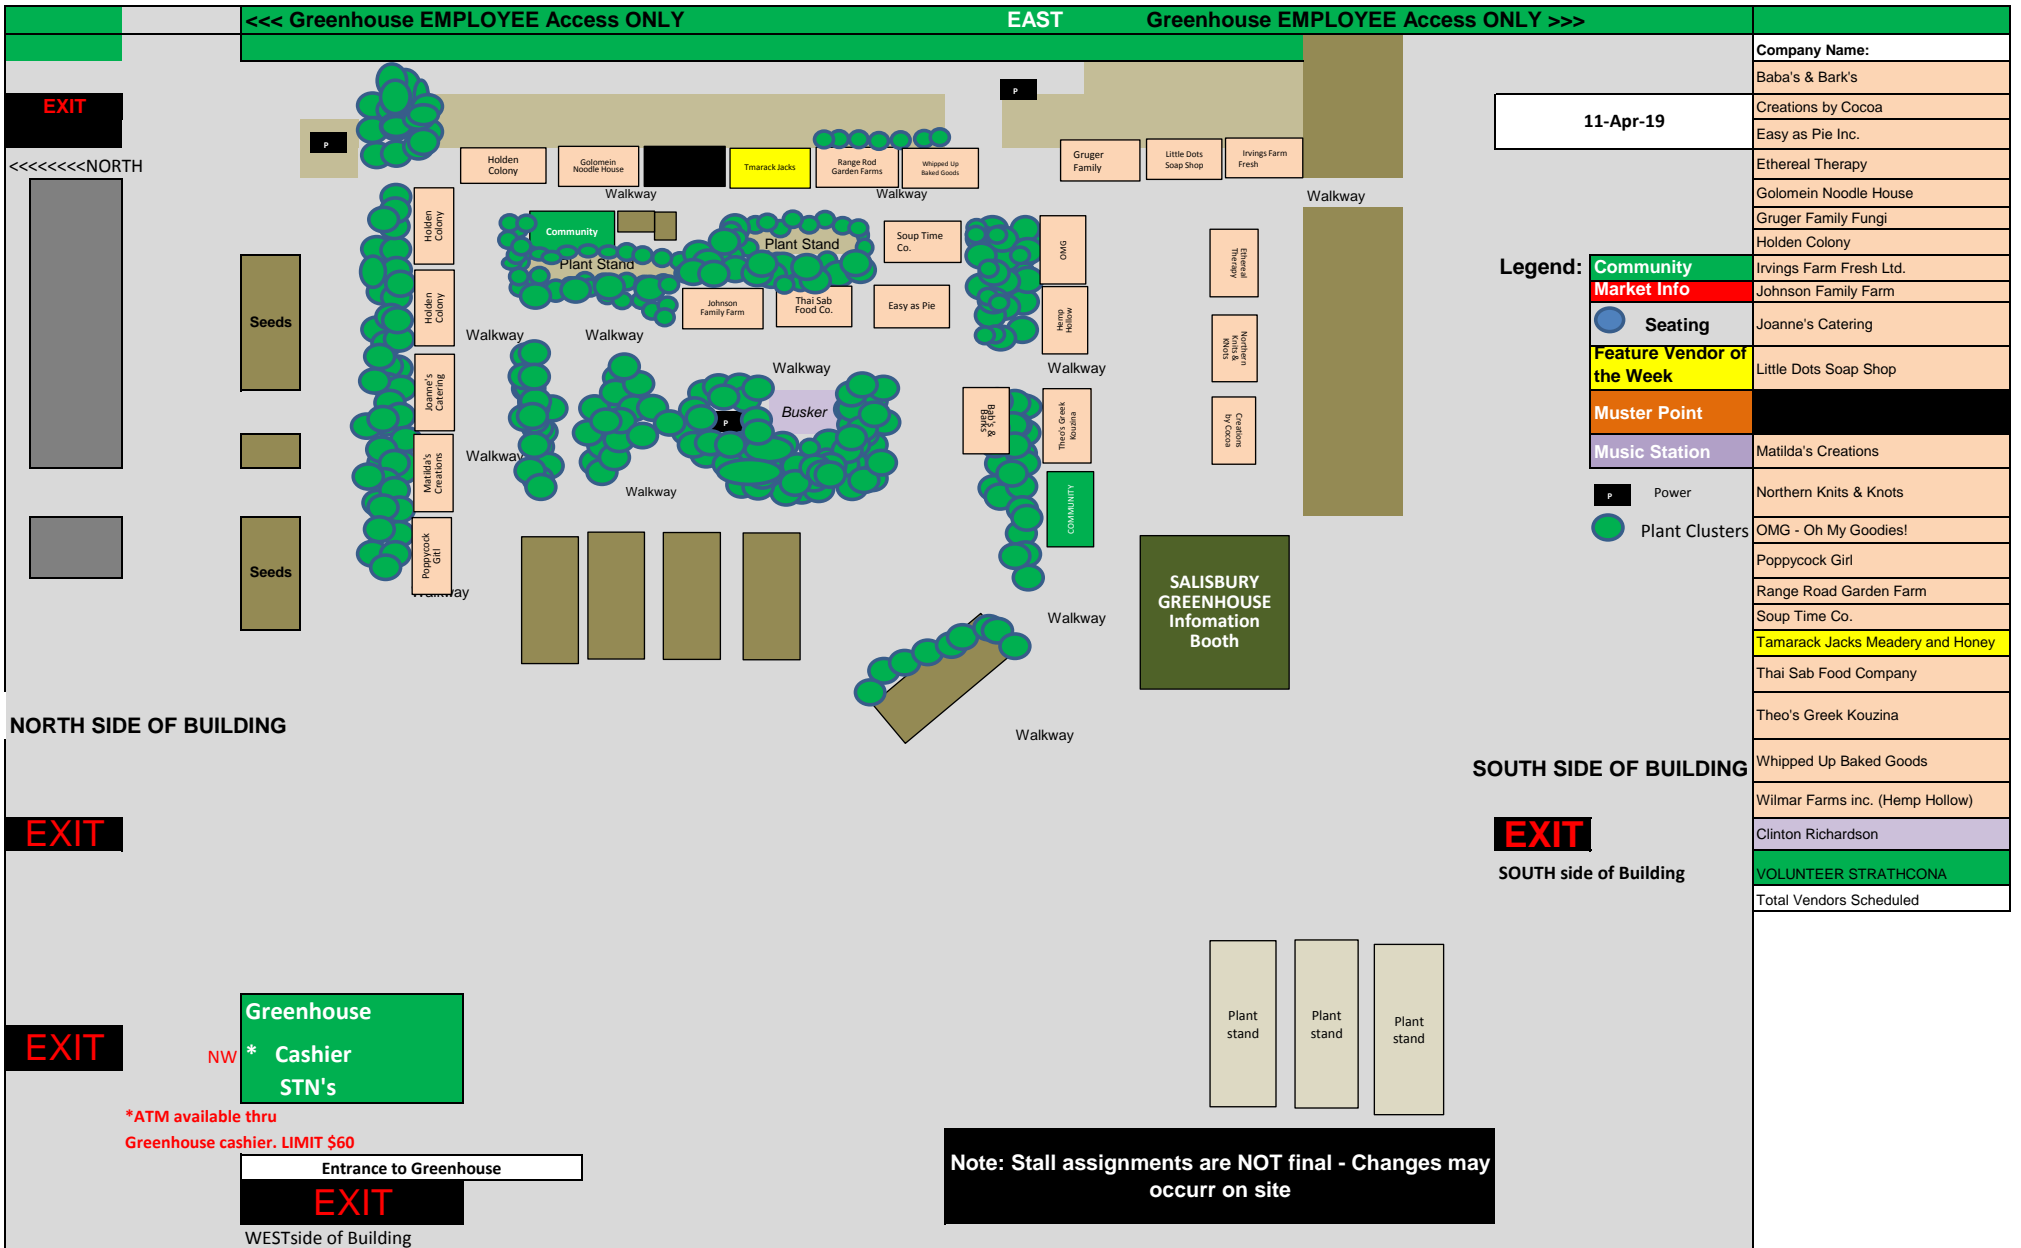 <<< Greenhouse EMPLOYEE Access ONLY
EAST
Greenhouse EMPLOYEE Access ONLY >>>
EXIT
<<<<<<<<NORTH
P
P
11-Apr-19
Holden
Colony
Golomein
Noodle House
Tmarack Jacks
Range Rod
Garden Farms
Whipped Up
Baked Goods
Gruger
Family
Little Dots
Soap Shop
Irvings Farm
Fresh
Walkway
Walkway
Walkway
Holden
Colony
Community
Plant Stand
Plant Stand
Soup Time
Co.
OMG
Ethereal
Therapy
Seeds
Holden
Colony
Johnson
Family Farm
Thai Sab
Food Co.
Easy as Pie
Hemp
Hollow
Northern
Knits &
KNots
Walkway
Walkway
Walkway
Walkway
Joanne's
Catering
P
Busker
Bab's &
Barks
Theo's Greek
Kouzina
Creations
by Cocoa
Walkway
Matilda's
Creations
Walkway
COMMUNITY
Seeds
Poppycock
Gitl
Walkway
SALISBURY
GREENHOUSE
Infomation
Booth
Walkway
Walkway
NORTH SIDE OF BUILDING
SOUTH SIDE OF BUILDING
EXIT
EXIT
SOUTH side of Building
EXIT
NW
Greenhouse
* Cashier
STN's
*ATM available thru
Greenhouse cashier. LIMIT $60
Entrance to Greenhouse
EXIT
WESTside of Building
Plant
stand
Plant
stand
Plant
stand
Note: Stall assignments are NOT final - Changes may
occurr on site
Legend:
Community
Market Info
Seating
Feature Vendor of
the Week
Muster Point
Music Station
P
Power
Plant Clusters
Company Name:
Baba's & Bark's
Creations by Cocoa
Easy as Pie Inc.
Ethereal Therapy
Golomein Noodle House
Gruger Family Fungi
Holden Colony
Irvings Farm Fresh Ltd.
Johnson Family Farm
Joanne's Catering
Little Dots Soap Shop
Matilda's Creations
Northern Knits & Knots
OMG - Oh My Goodies!
Poppycock Girl
Range Road Garden Farm
Soup Time Co.
Tamarack Jacks Meadery and Honey
Thai Sab Food Company
Theo's Greek Kouzina
Whipped Up Baked Goods
Wilmar Farms inc. (Hemp Hollow)
Clinton Richardson
VOLUNTEER STRATHCONA
Total Vendors Scheduled